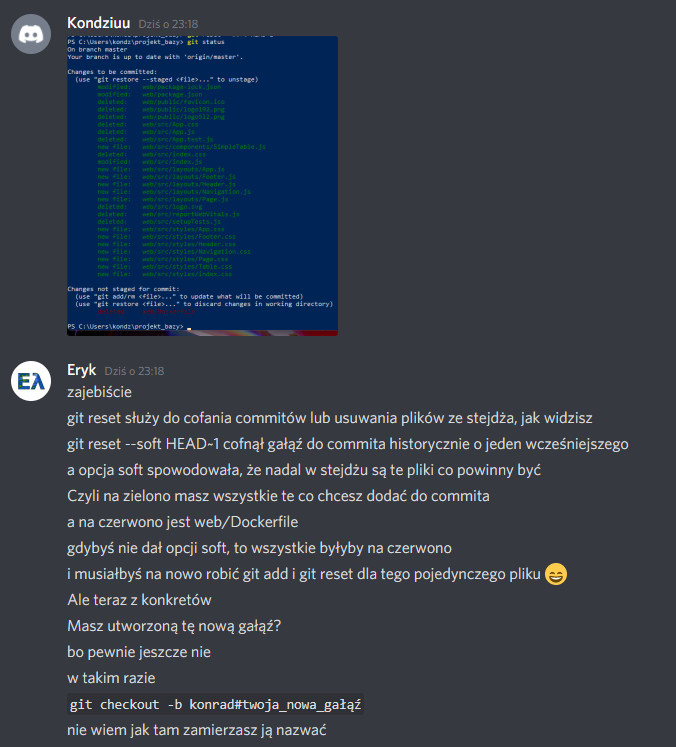 Kondziuu Dziś o 23:18
PS C:\Users\kondz\projekt_bazy> git status
On branch master
Your branch is up to date with 'origin/master'.
Changes to be committed:
(use "git restore --staged <file>..." to unstage)
modified: web/package-lock.json
modified: web/package.json
deleted: web/public/favicon.ico
deleted: web/public/logo192.png
deleted: web/public/logo512.png
deleted: web/src/App.css
deleted: web/src/App.js
deleted: web/src/App.test.js
new file: web/src/components/SimpleTable.js
deleted: web/src/index.css
modified: web/src/index.js
new file: web/src/layouts/App.js
new file: web/src/layouts/Footer.js
new file: web/src/layouts/Header.js
new file: web/src/layouts/Navigation.js
new file: web/src/layouts/Page.js
deleted: web/src/logo.svg
deleted: web/src/reportWebVitals.js
deleted: web/src/setupTests.js
new file: web/src/styles/App.css
new file: web/src/styles/Footer.css
new file: web/src/styles/Header.css
new file: web/src/styles/Navigation.css
new file: web/src/styles/Page.css
new file: web/src/styles/Table.css
new file: web/src/styles/index.css
Changes not staged for commit:
(use "git add/rm <file>..." to update what will be committed)
(use "git restore <file>..." to discard changes in working directory)
PS C:\Users\kondz\projekt_bazy>
Eλ
Eryk Dziś o 23:18
zajebiście
git reset służy do cofania commitów lub usuwania plików ze stejdża, jak widzisz
git reset --soft HEAD~1 cofnął gałąź do commita historycznie o jeden wcześniejszego
a opcja soft spowodowała, że nadal w stejdżu są te pliki co powinny być
Czyli na zielono masz wszystkie te co chcesz dodać do commita
a na czerwono jest web/Dockerfile
gdybyś nie dał opcji soft, to wszystkie byłyby na czerwono
i musiałbyś na nowo robić git add i git reset dla tego pojedynczego pliku 😄
Ale teraz z konkretów
Masz utworzoną tę nową gałąź?
bo pewnie jeszcze nie
w takim razie
git checkout -b konrad#twoja_nowa_gałąź
nie wiem jak tam zamierzasz ją nazwać